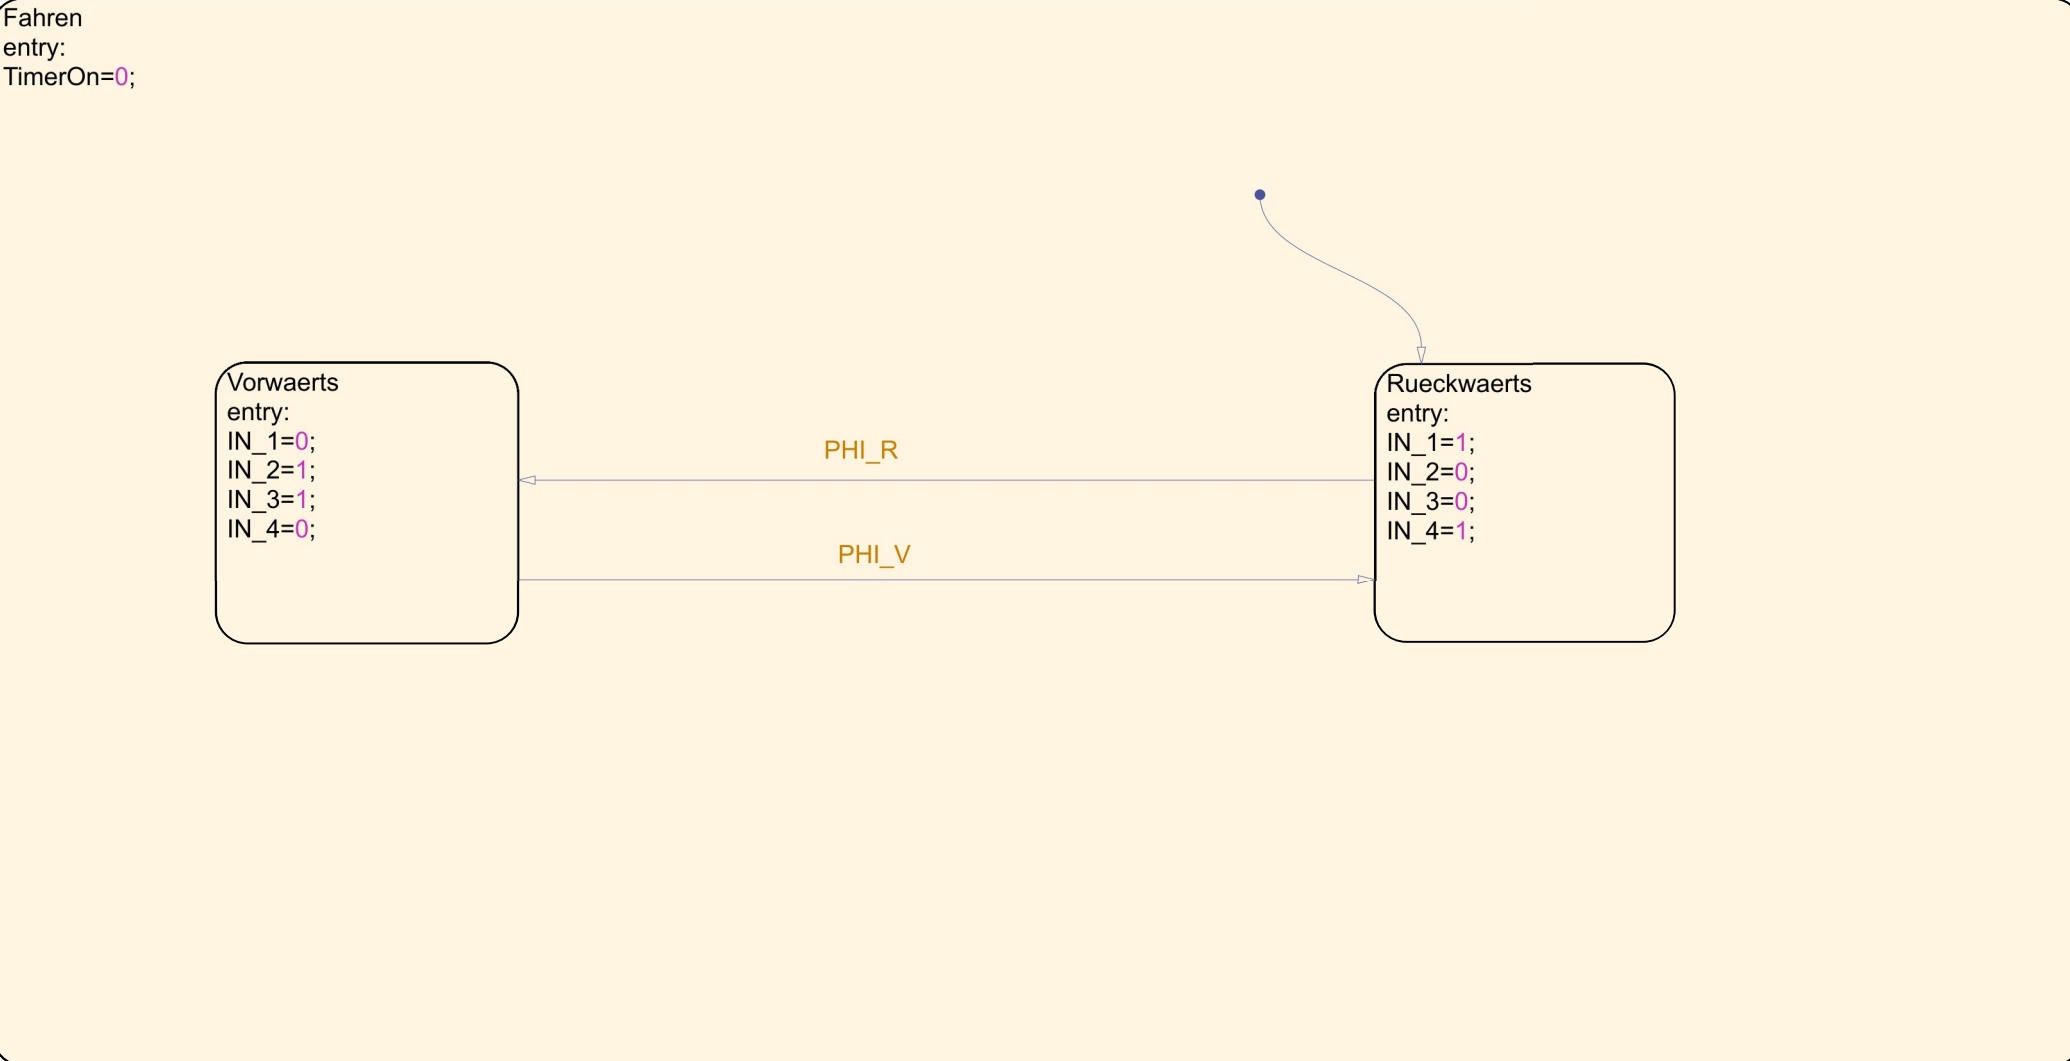 Fahren
entry:
TimerOn=0;
Vorwaerts
entry:
IN_1=0;
IN_2=1;
IN_3=1;
IN_4=0;
PHI_R
PHI_V
Rueckwaerts
entry:
IN_1=1;
IN_2=0;
IN_3=0;
IN_4=1;